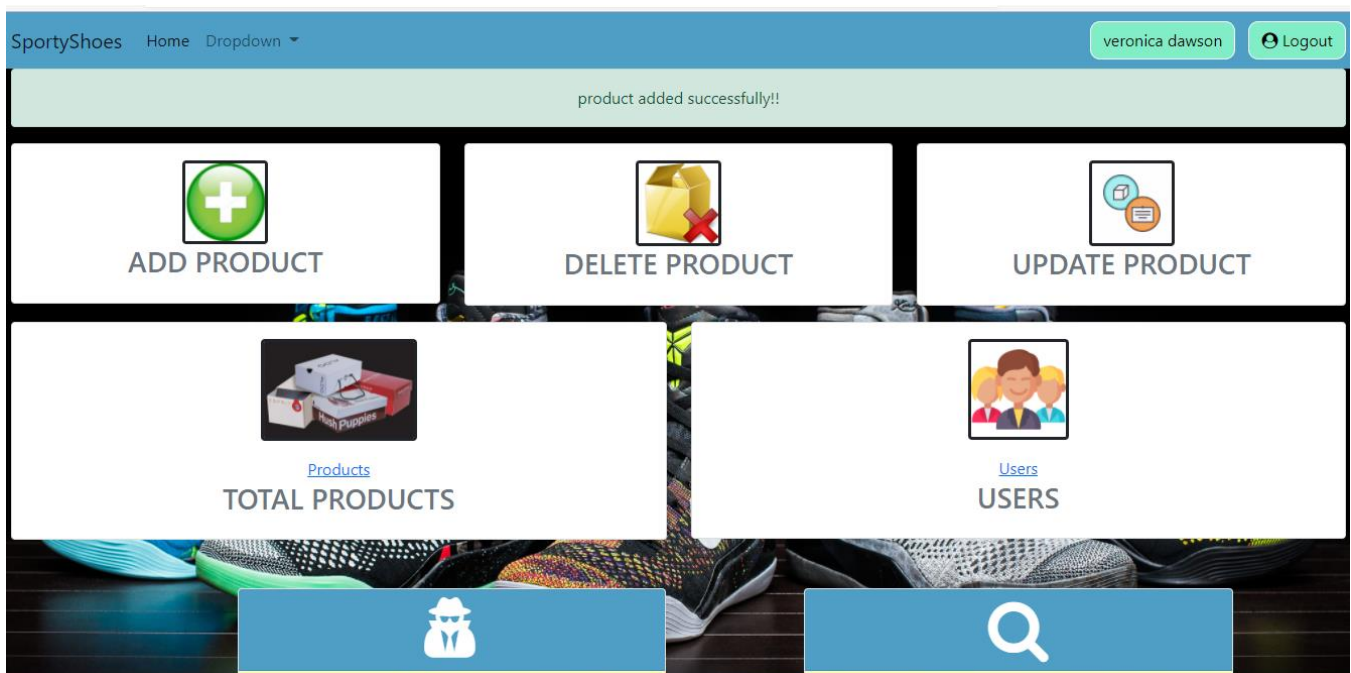 SportyShoes Home Dropdown veronica dawson Logout
product added successfully!!
ADD PRODUCT DELETE PRODUCT UPDATE PRODUCT
Hush Puppies
Products Users
TOTAL PRODUCTS USERS